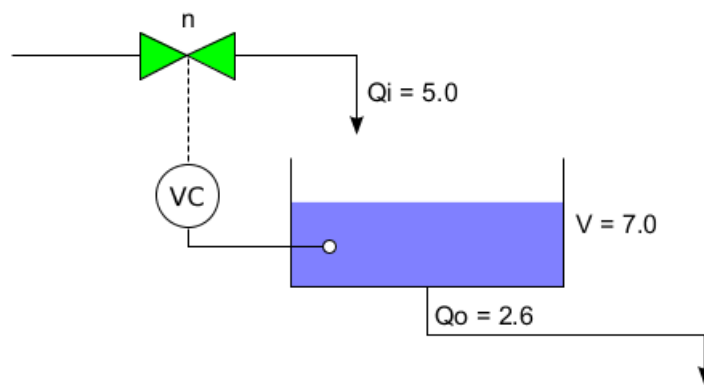 n
Qi = 5.0
VC
V = 7.0
Qo = 2.6